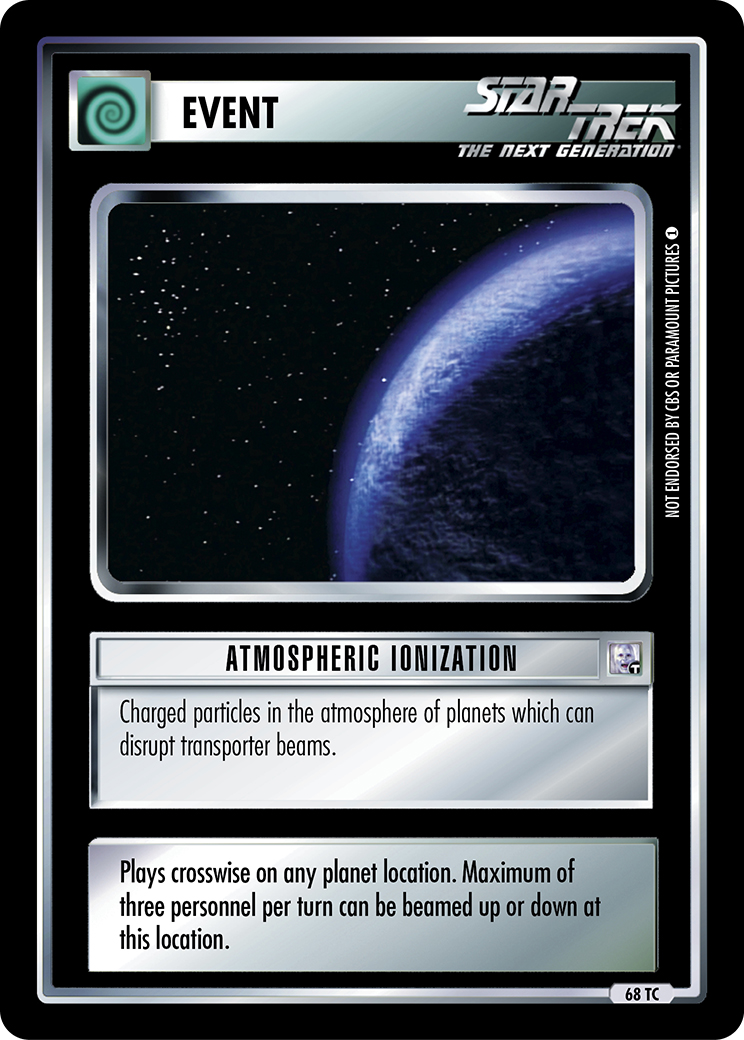 EVENT
STAR TREK
THE NEXT GENERATION
NOT ENDORSED BY CBS OR PARAMOUNT PICTURES 1
ATMOSPHERIC IONIZATION
T
Charged particles in the atmosphere of planets which can
disrupt transporter beams.
Plays crosswise on any planet location. Maximum of
three personnel per turn can be beamed up or down at
this location.
68 TC